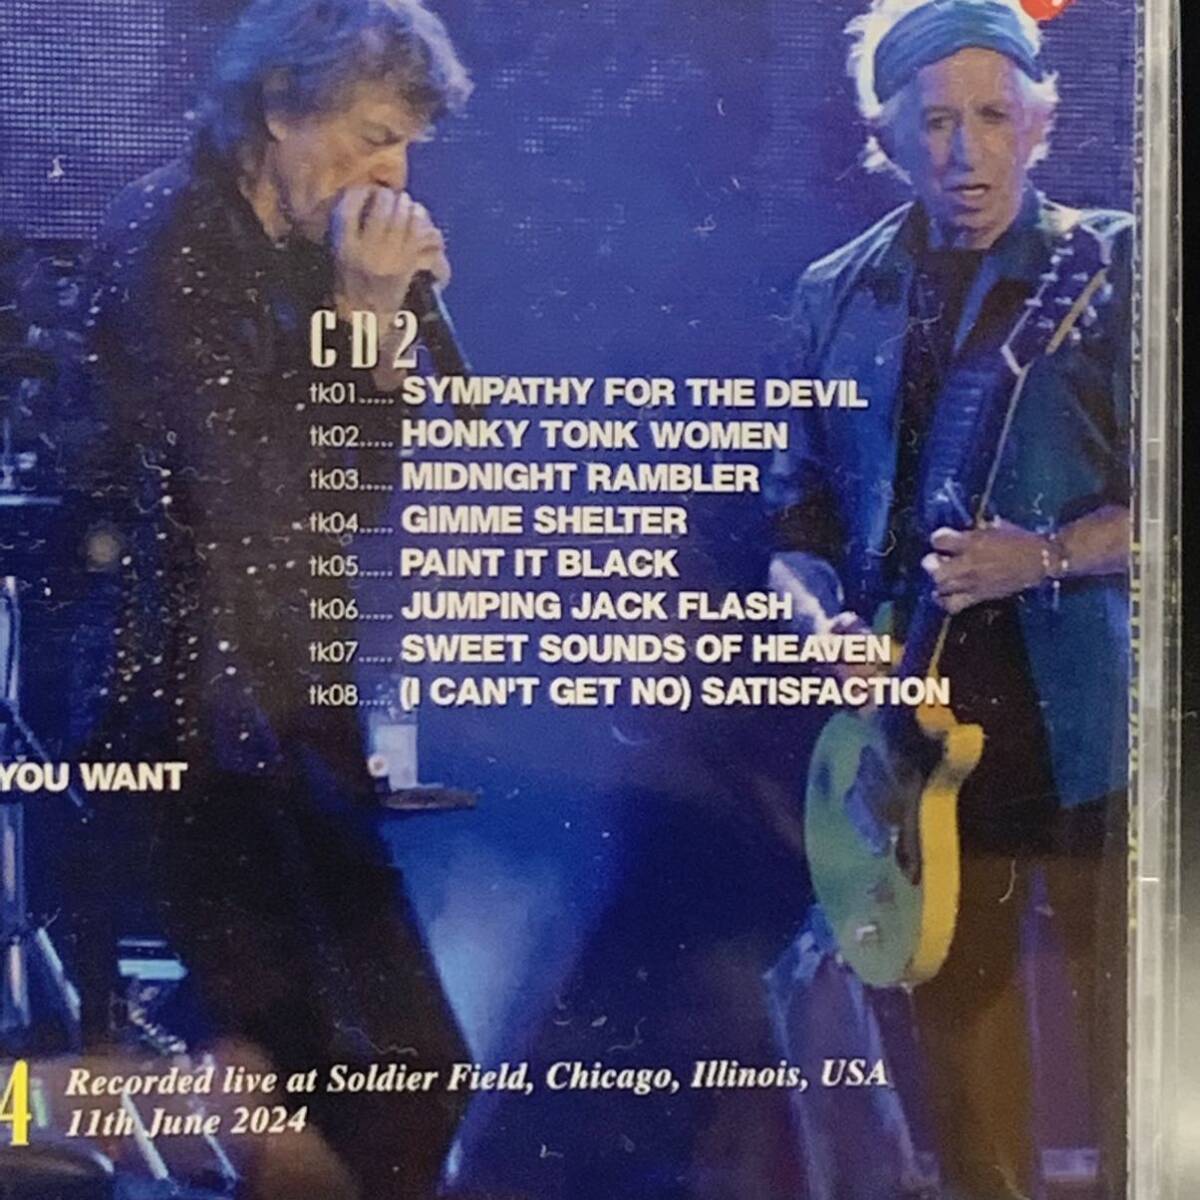 CD2
tk01..... SYMPATHY FOR THE DEVIL
tk02..... HONKY TONK WOMEN
tk03..... MIDNIGHT RAMBLER
tk04..... GIMME SHELTER
tk05..... PAINT IT BLACK
tk06..... JUMPING JACK FLASH
tk07..... SWEET SOUNDS OF HEAVEN
tk08..... (I CAN'T GET NO) SATISFACTION
YOU WANT
4
Recorded live at Soldier Field, Chicago, Illinois, USA
11th June 2024